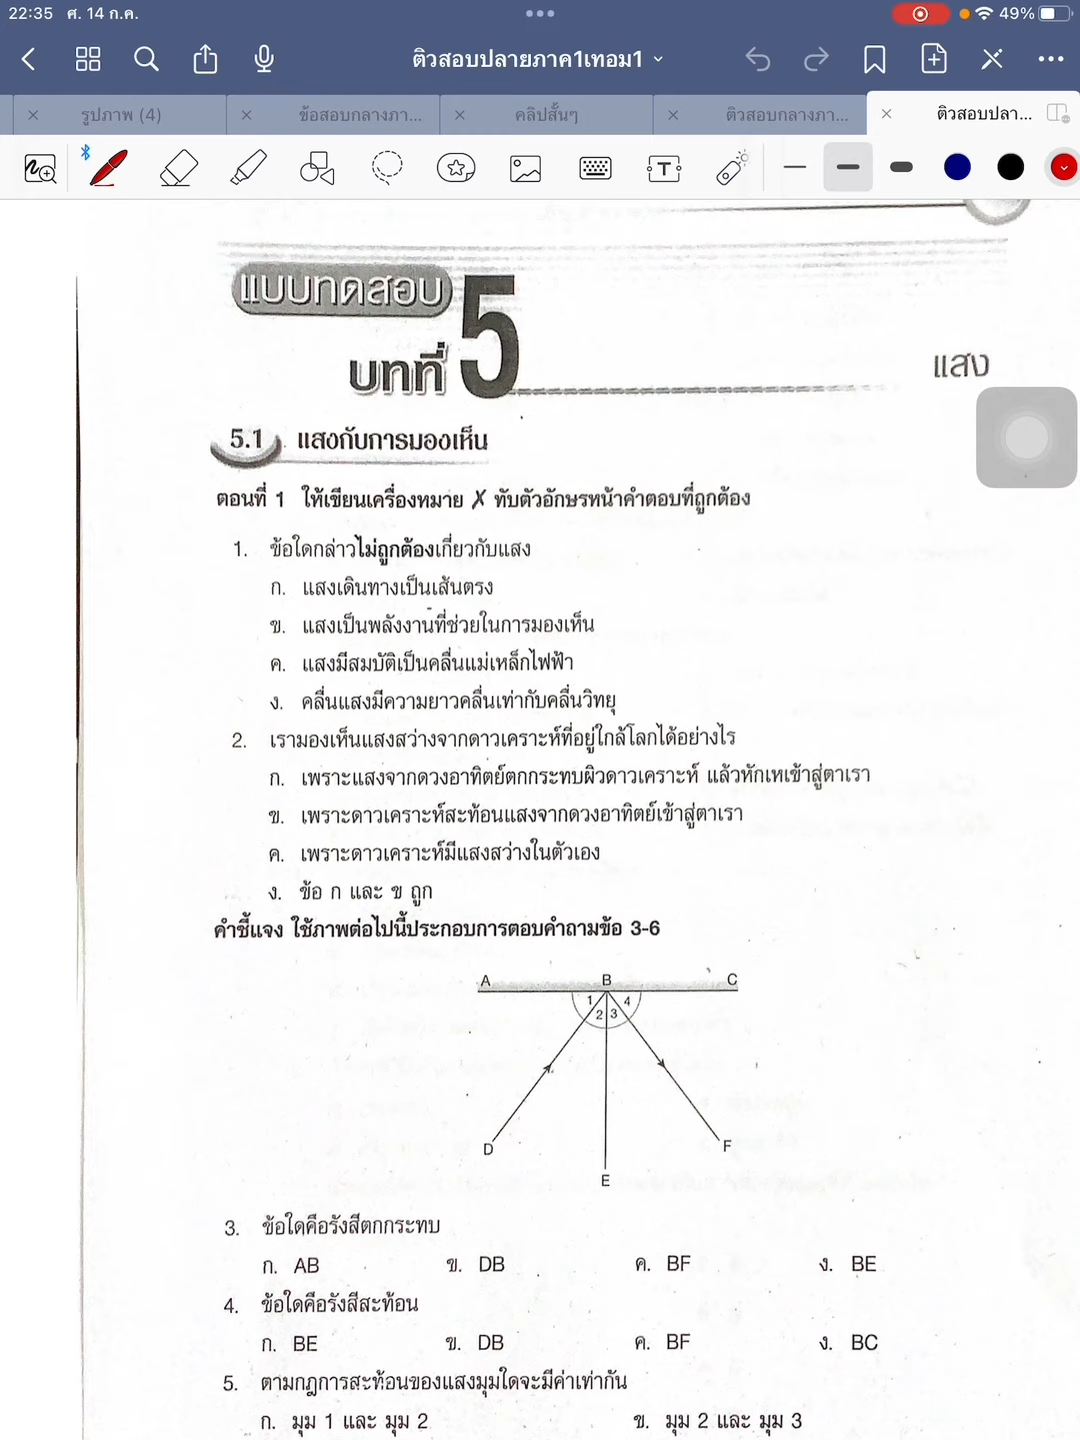 22:35 ศ. 14 ก.ค.
49%
ติวสอบปลายภาค1เทอม1
รูปภาพ (4)
ข้อสอบกลางภา...
คลิปสั้นๆ
ติวสอบกลางภา...
ติวสอบปลา...
แบบทดสอบ
บทที่ 5
แสง
5.1 แสงกับการมองเห็น
ตอนที่ 1 ให้เขียนเครื่องหมาย ✗ ทับตัวอักษรหน้าคำตอบที่ถูกต้อง
1. ข้อใดกล่าวไม่ถูกต้องเกี่ยวกับแสง
ก. แสงเดินทางเป็นเส้นตรง
ข. แสงเป็นพลังงานที่ช่วยในการมองเห็น
ค. แสงมีสมบัติเป็นคลื่นแม่เหล็กไฟฟ้า
ง. คลื่นแสงมีความยาวคลื่นเท่ากับคลื่นวิทยุ
2. เรามองเห็นแสงสว่างจากดาวเคราะห์ที่อยู่ใกล้โลกได้อย่างไร
ก. เพราะแสงจากดวงอาทิตย์ตกกระทบผิวดาวเคราะห์ แล้วหักเหเข้าสู่ตาเรา
ข. เพราะดาวเคราะห์สะท้อนแสงจากดวงอาทิตย์เข้าสู่ตาเรา
ค. เพราะดาวเคราะห์มีแสงสว่างในตัวเอง
ง. ข้อ ก และ ข ถูก
คำชี้แจง ใช้ภาพต่อไปนี้ประกอบการตอบคำถามข้อ 3-6
A B C
1 2 3 4
D F
E
3. ข้อใดคือรังสีตกกระทบ
ก. AB ข. DB ค. BF ง. BE
4. ข้อใดคือรังสีสะท้อน
ก. BE ข. DB ค. BF ง. BC
5. ตามกฎการสะท้อนของแสงมุมใดจะมีค่าเท่ากัน
ก. มุม 1 และ มุม 2 ข. มุม 2 และ มุม 3